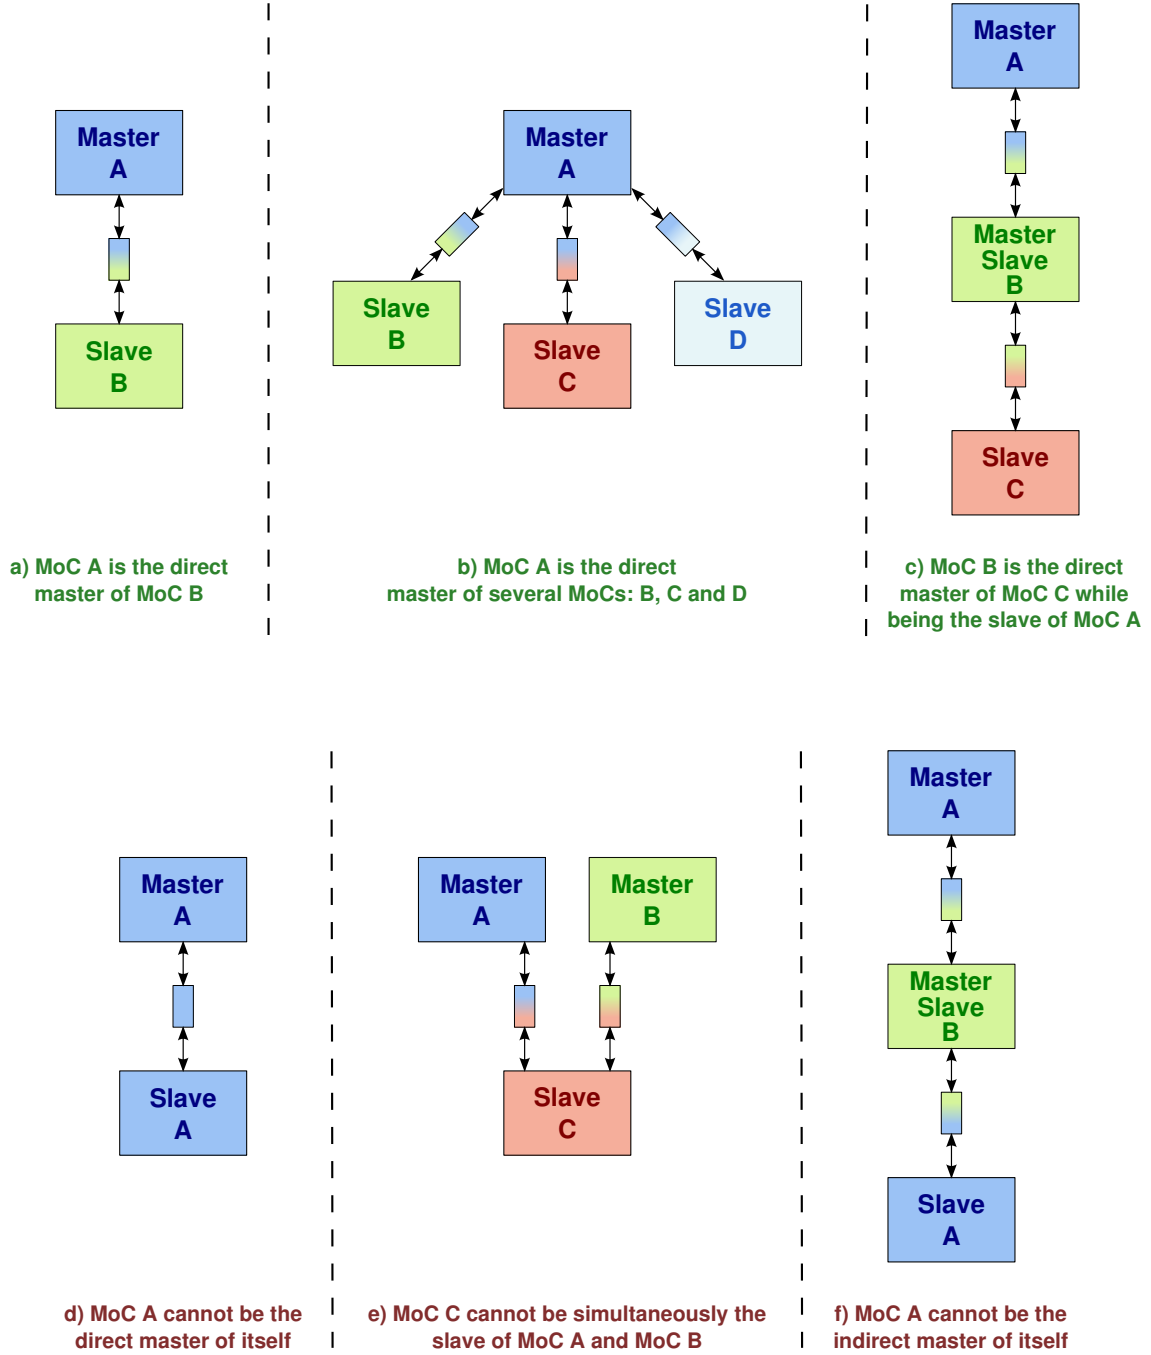 Master
A
Slave
B
a) MoC A is the direct
master of MoC B
Master
A
Slave
B
Slave
C
Slave
D
b) MoC A is the direct
master of several MoCs: B, C and D
Master
A
Master
Slave
B
Slave
C
c) MoC B is the direct
master of MoC C while
being the slave of MoC A
Master
A
Slave
A
d) MoC A cannot be the
direct master of itself
Master
A
Master
B
Slave
C
e) MoC C cannot be simultaneously the
slave of MoC A and MoC B
Master
A
Master
Slave
B
Slave
A
f) MoC A cannot be the
indirect master of itself